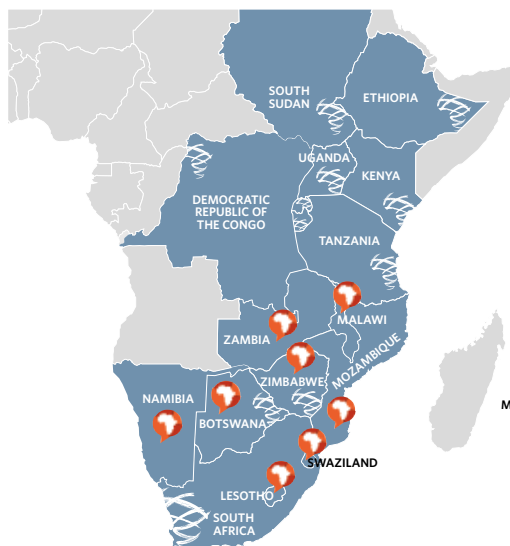 SOUTH
SUDAN
ETHIOPIA
UGANDA
KENYA
DEMOCRATIC
REPUBLIC OF
THE CONGO
TANZANIA
MALAWI
ZAMBIA
MOZAMBIQUE
ZIMBABWE
NAMIBIA
BOTSWANA
SWAZILAND
LESOTHO
SOUTH
AFRICA
M